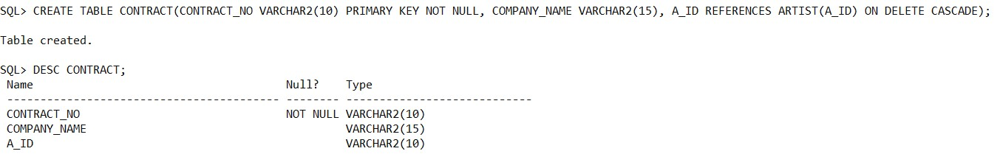 SQL> CREATE TABLE CONTRACT(CONTRACT_NO VARCHAR2(10) PRIMARY KEY NOT NULL, COMPANY_NAME VARCHAR2(15), A_ID REFERENCES ARTIST(A_ID) ON DELETE CASCADE);
Table created.
SQL> DESC CONTRACT;
 Name                                      Null?    Type
 ----------------------------------------- -------- ----------------------------
 CONTRACT_NO                               NOT NULL VARCHAR2(10)
 COMPANY_NAME                                       VARCHAR2(15)
 A_ID                                               VARCHAR2(10)